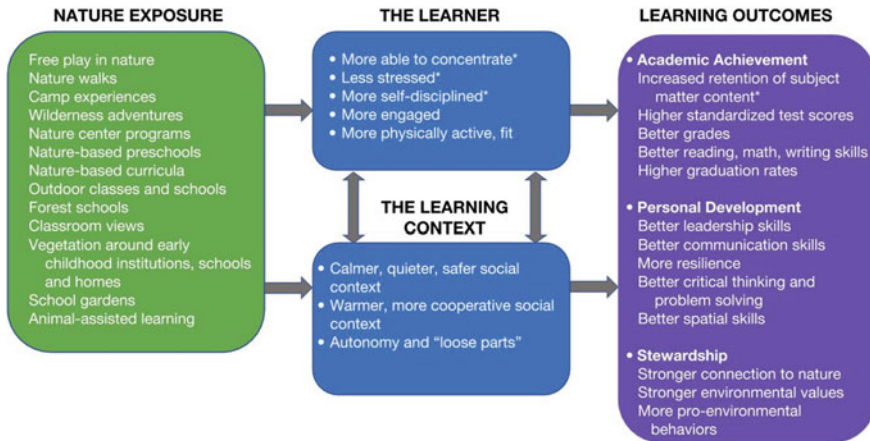 NATURE EXPOSURE
Free play in nature
Nature walks
Camp experiences
Wilderness adventures
Nature center programs
Nature-based preschools
Nature-based curricula
Outdoor classes and schools
Forest schools
Classroom views
Vegetation around early
childhood institutions, schools
and homes
School gardens
Animal-assisted learning
THE LEARNER
• More able to concentrate*
• Less stressed*
• More self-disciplined*
• More engaged
• More physically active, fit
THE LEARNING
CONTEXT
• Calmer, quieter, safer social
context
• Warmer, more cooperative social
context
• Autonomy and “loose parts”
LEARNING OUTCOMES
• Academic Achievement
Increased retention of subject
matter content*
Higher standardized test scores
Better grades
Better reading, math, writing skills
Higher graduation rates
• Personal Development
Better leadership skills
Better communication skills
More resilience
Better critical thinking and
problem solving
Better spatial skills
• Stewardship
Stronger connection to nature
Stronger environmental values
More pro-environmental
behaviors